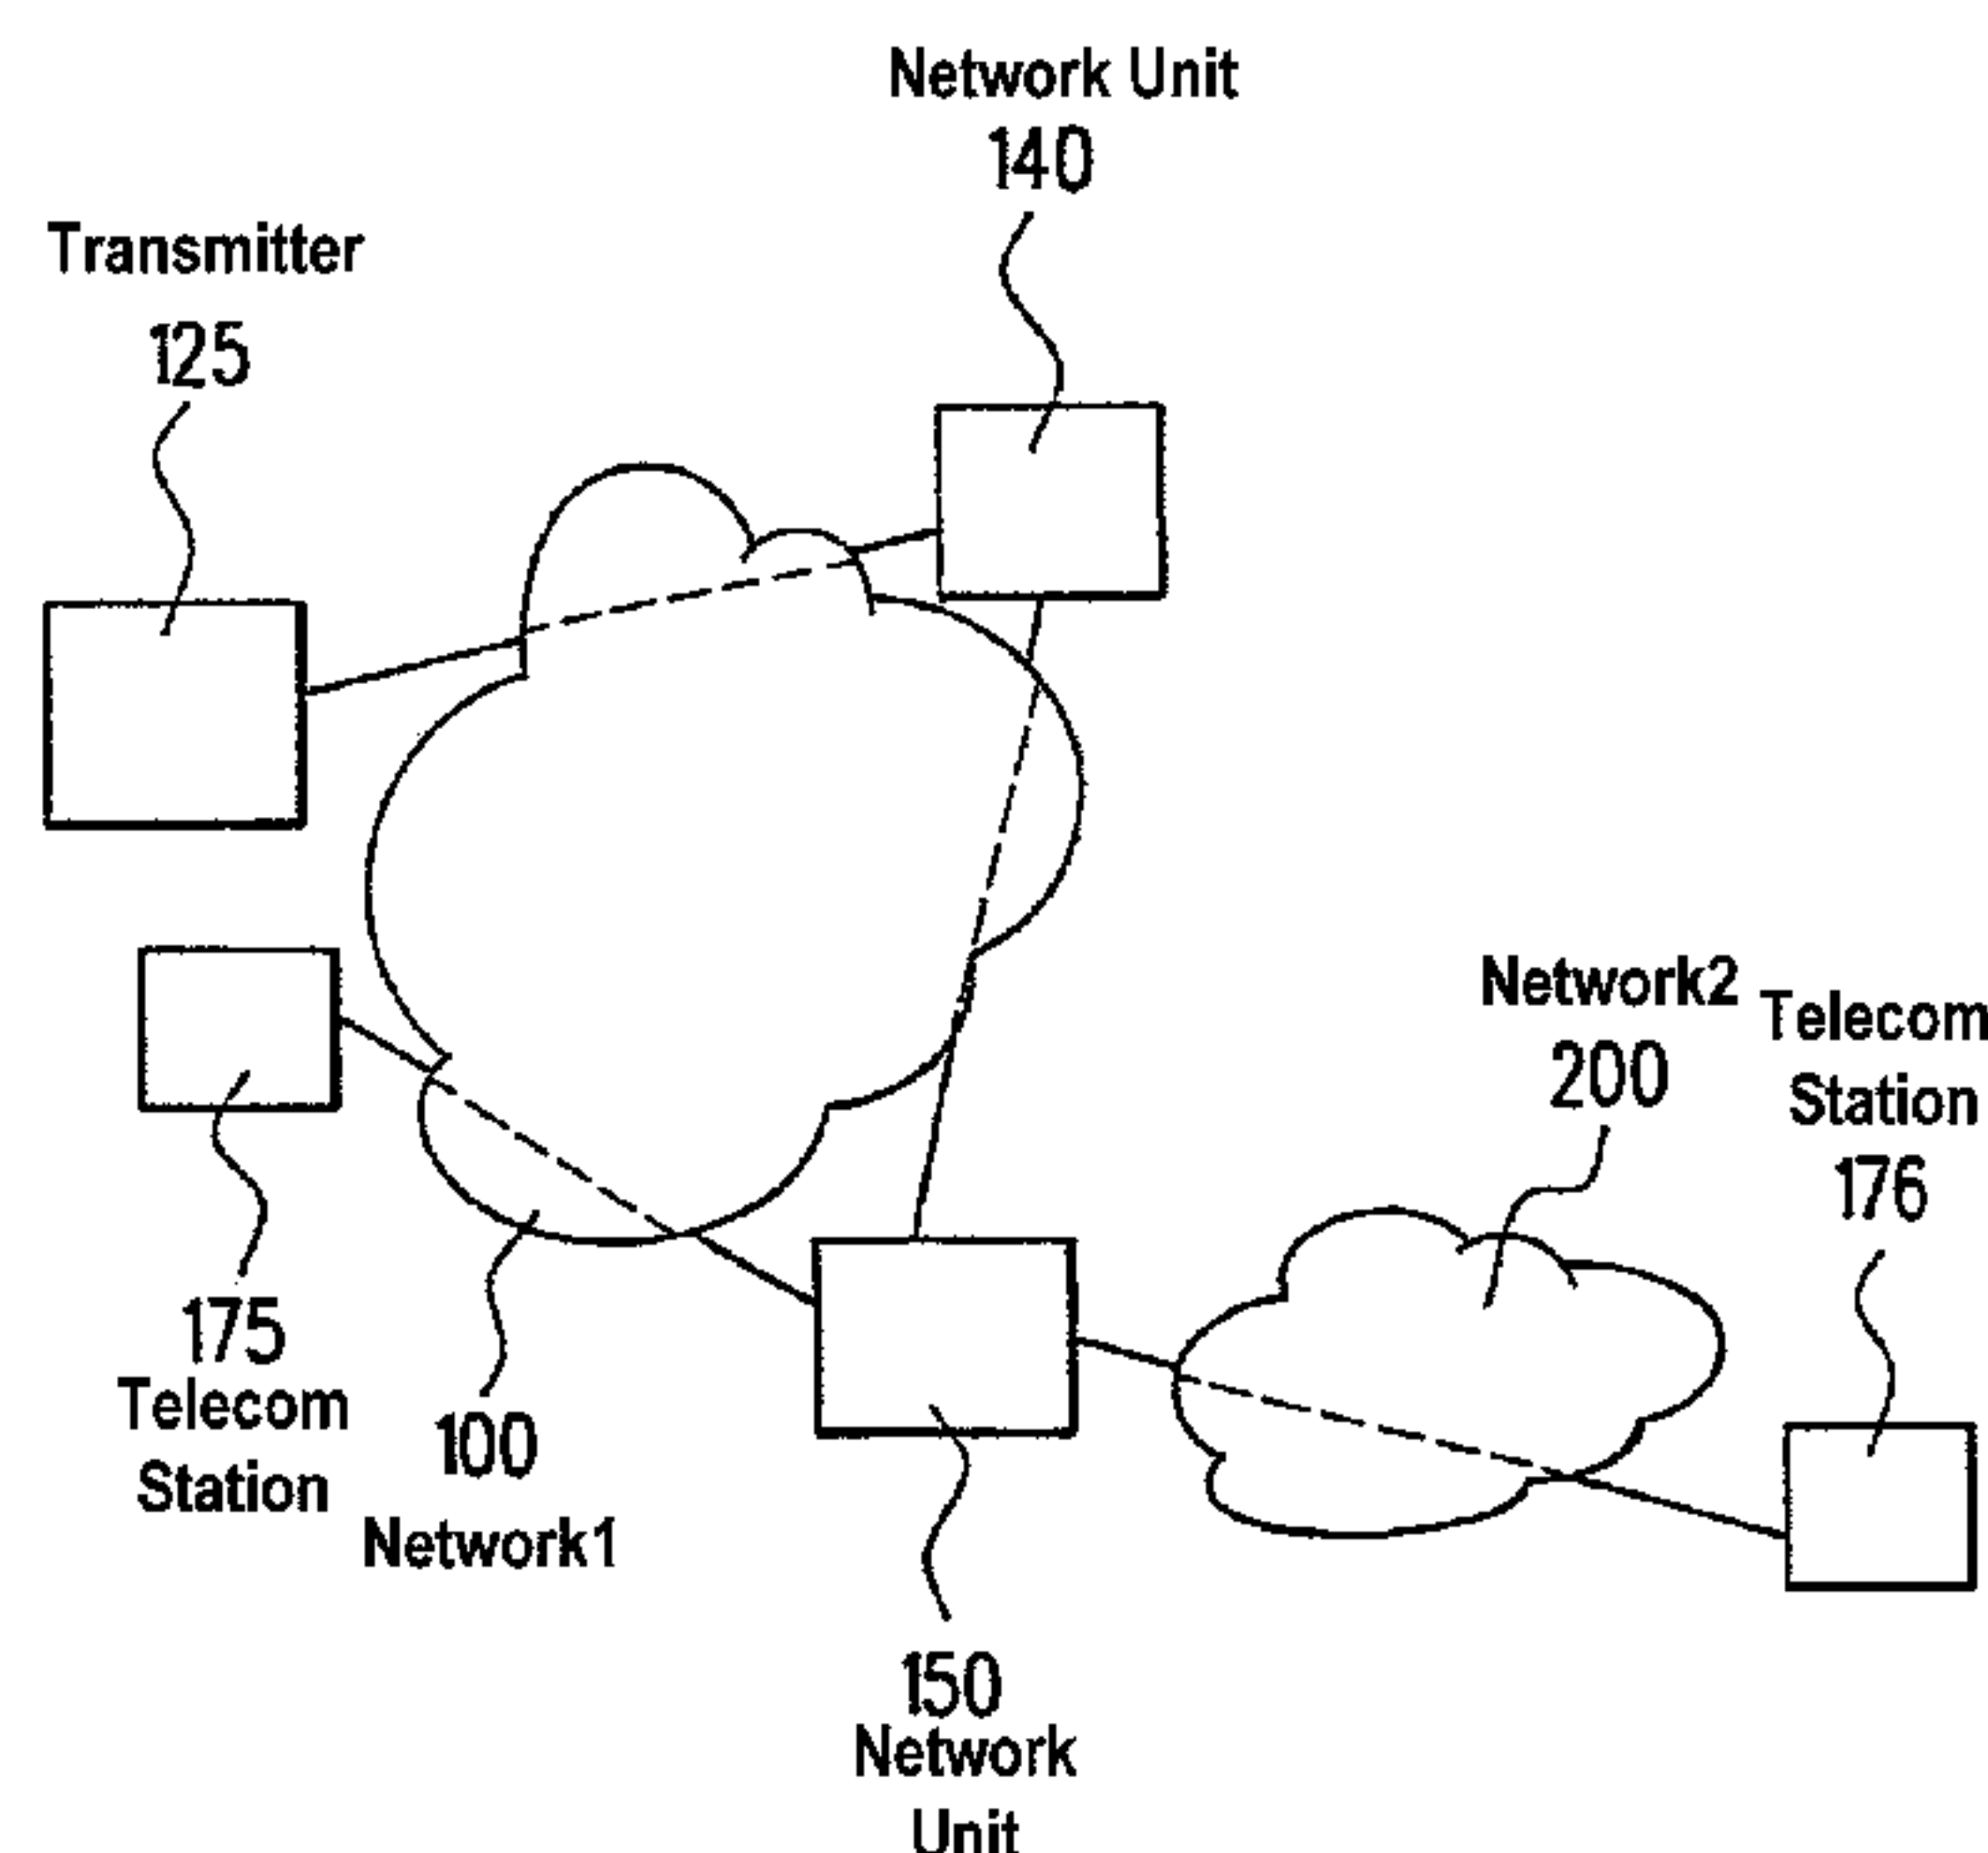 Network Unit
140
Transmitter
125
Network2
200
Telecom
Station
176
175
Telecom
Station
100
Network1
150
Network
Unit